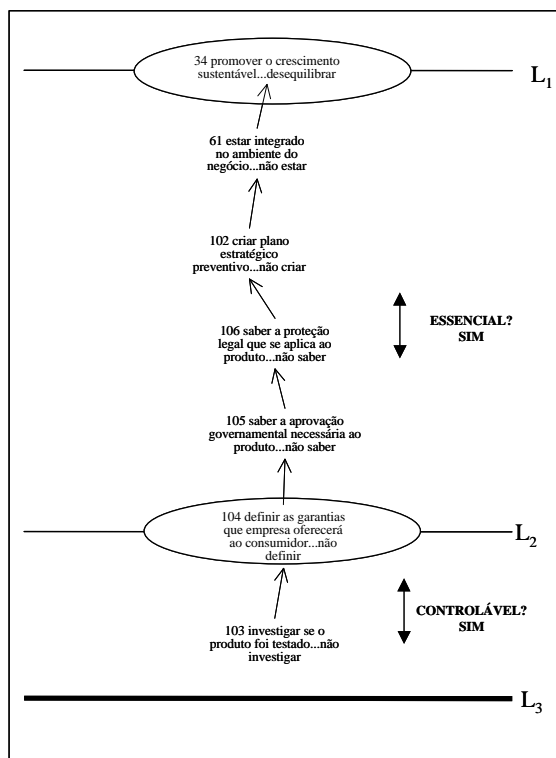 34 promover o crescimento
sustentável...desequilibrar
L1
61 estar integrado
no ambiente do
negócio...não estar
102 criar plano
estratégico
preventivo...não criar
106 saber a proteção
legal que se aplica ao
produto...não saber
ESSENCIAL?
SIM
105 saber a aprovação
governamental necessária ao
produto...não saber
104 definir as garantias
que empresa oferecerá
ao consumidor...não
definir
L2
CONTROLÁVEL?
SIM
103 investigar se o
produto foi testado...não
investigar
L3